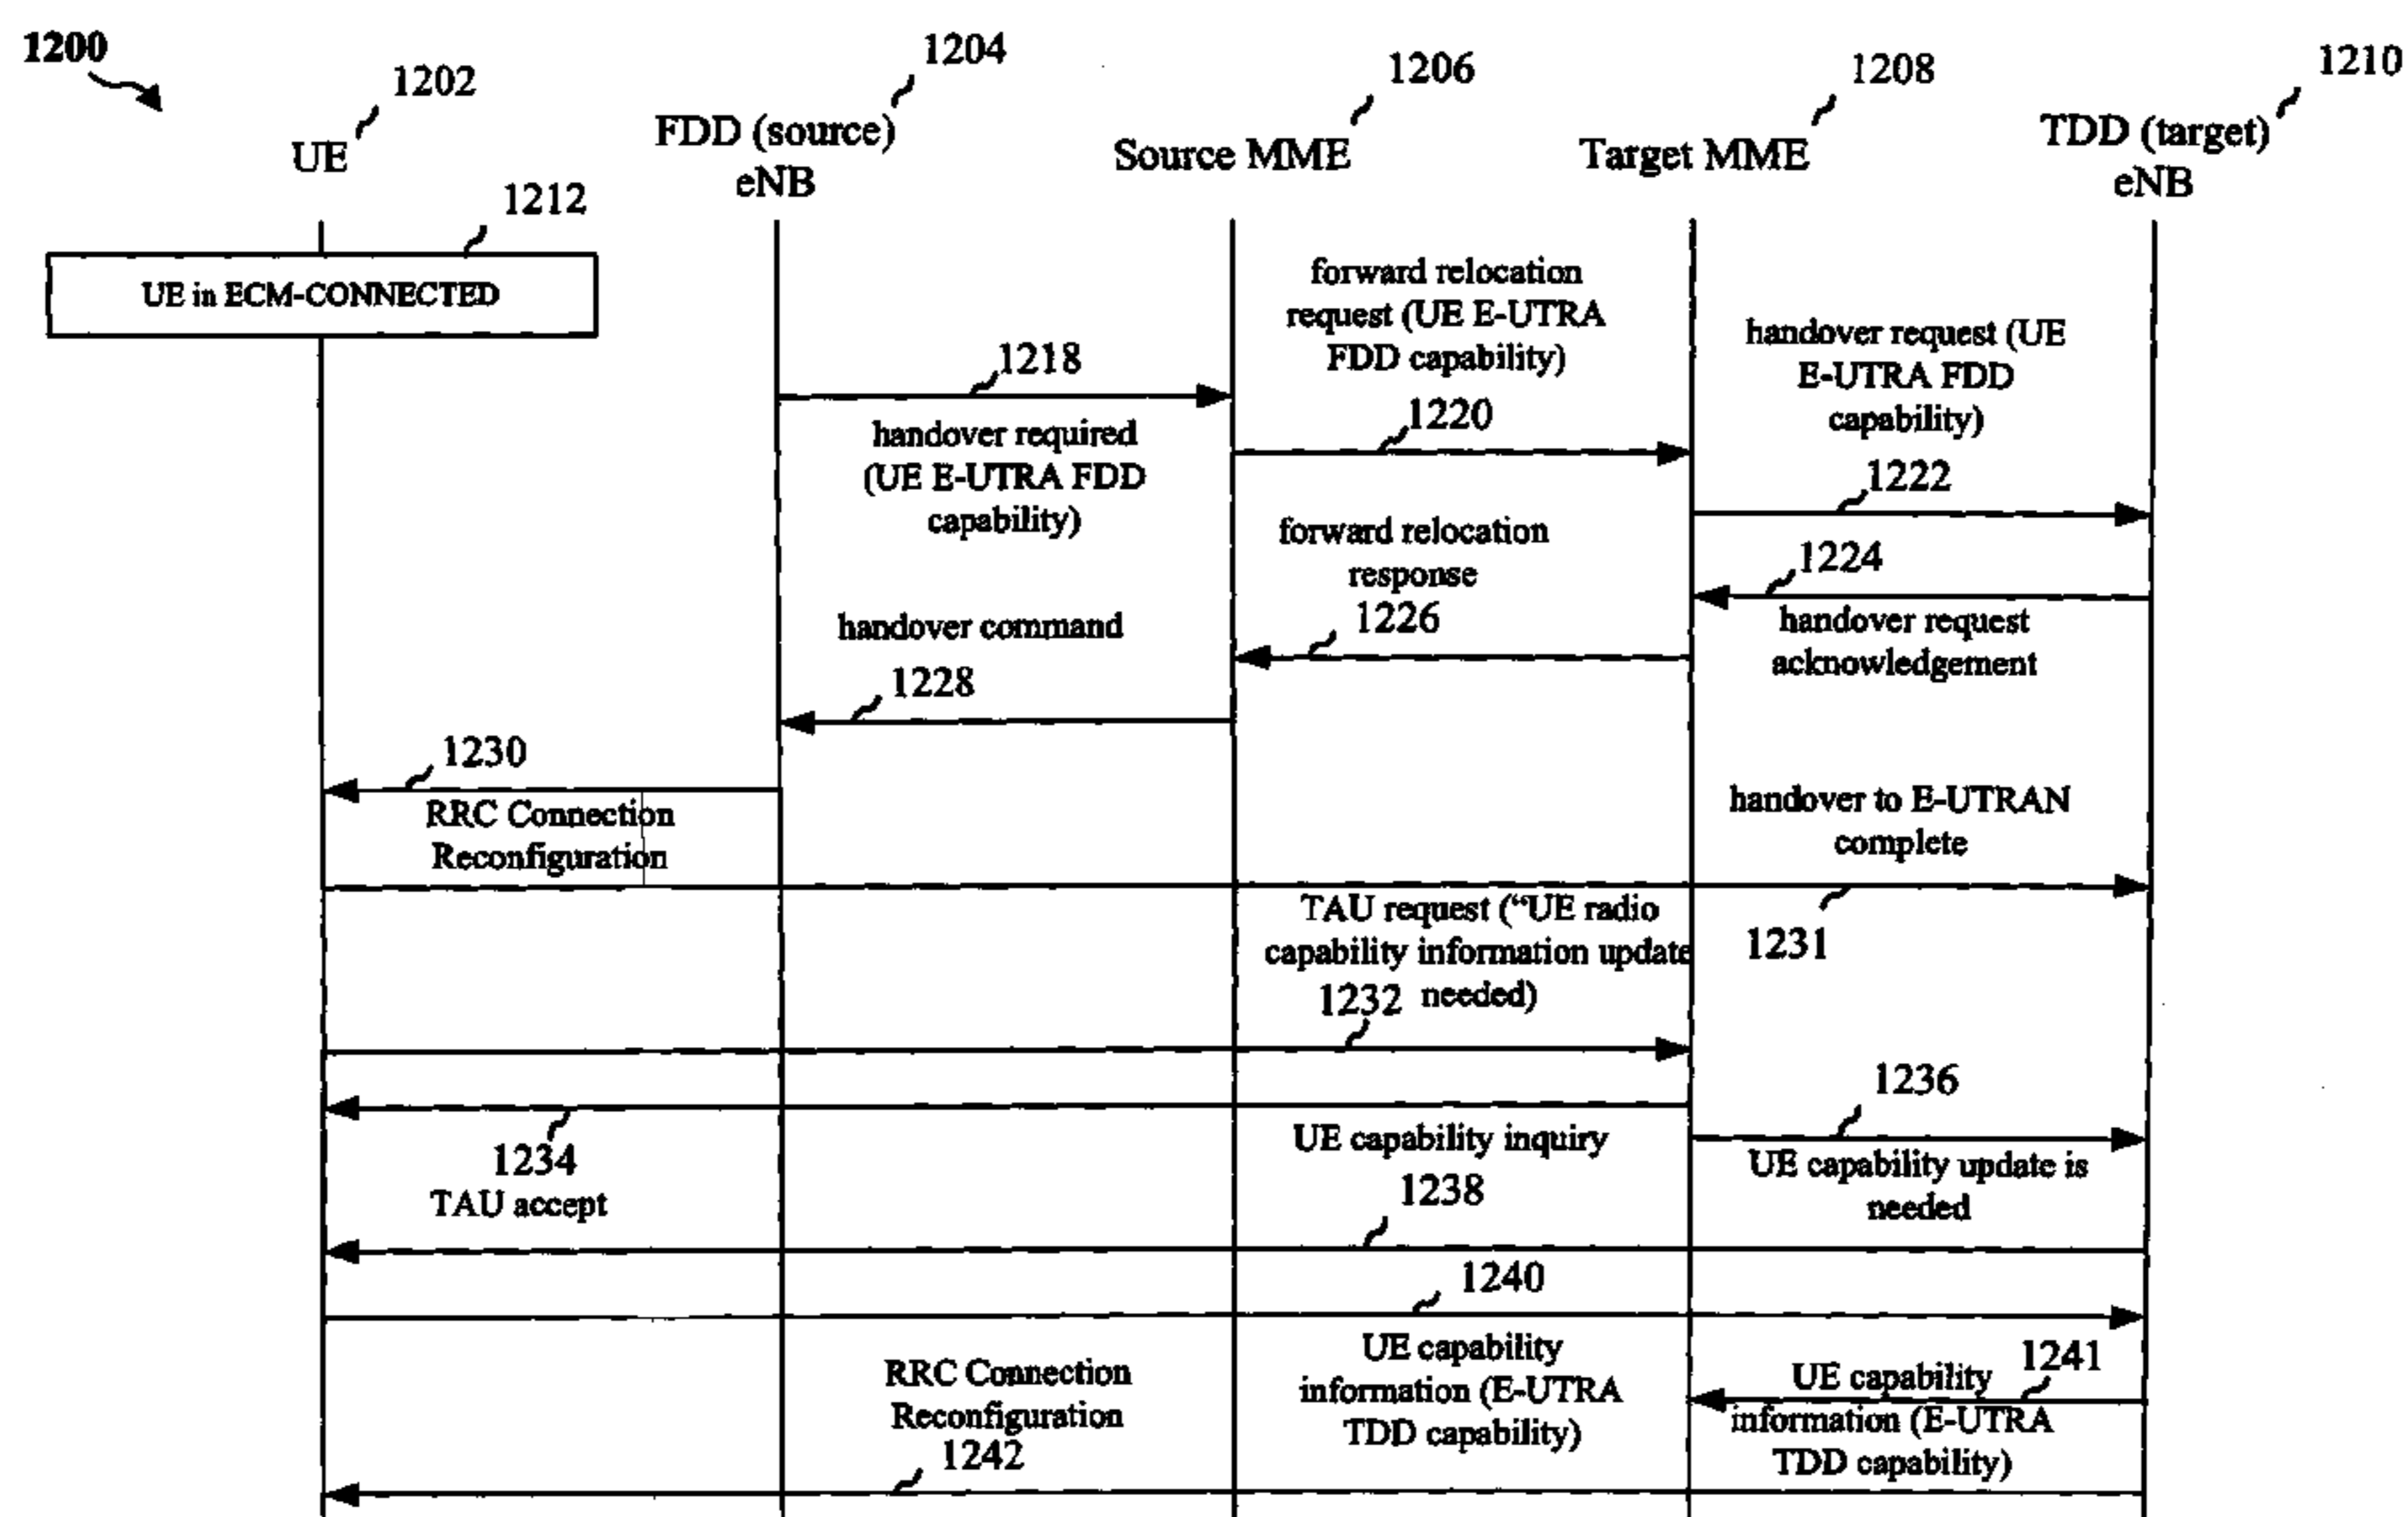 1200
1202
1204
1206
1208
1210
UE
FDD (source)
eNB
Source MME
Target MME
TDD (target)
eNB
1212
UE in ECM-CONNECTED
1218
handover required
(UE E-UTRA FDD
capability)
forward relocation
request (UE E-UTRA
FDD capability)
1220
handover request (UE
E-UTRA FDD
capability)
1222
1224
handover request
acknowledgement
forward relocation
response
1226
handover command
1228
1230
RRC Connection
Reconfiguration
handover to E-UTRAN
complete
1231
TAU request (“UE radio
capability information update
needed)
1232
1234
TAU accept
1236
UE capability update is
needed
UE capability inquiry
1238
1240
UE capability
information (E-UTRA
TDD capability)
1241
UE capability
information (E-UTRA
TDD capability)
RRC Connection
Reconfiguration
1242